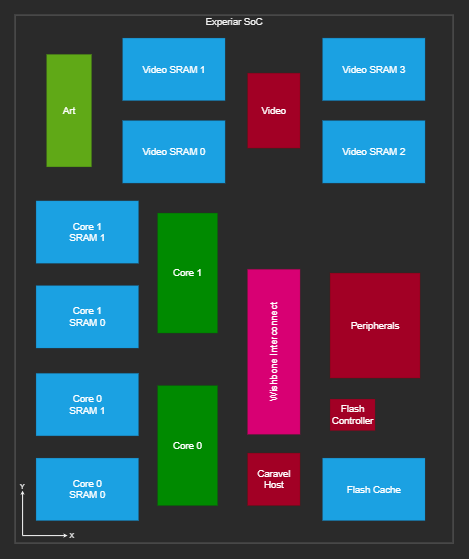 Experiar SoC
Video SRAM 1
Video SRAM 3
Art
Video
Video SRAM 0
Video SRAM 2
Core 1
SRAM 1
Core 1
Core 1
SRAM 0
Wishbone Interconnect
Peripherals
Core 0
SRAM 1
Flash
Controller
Core 0
Caravel
Host
Core 0
SRAM 0
Flash Cache
Y
X